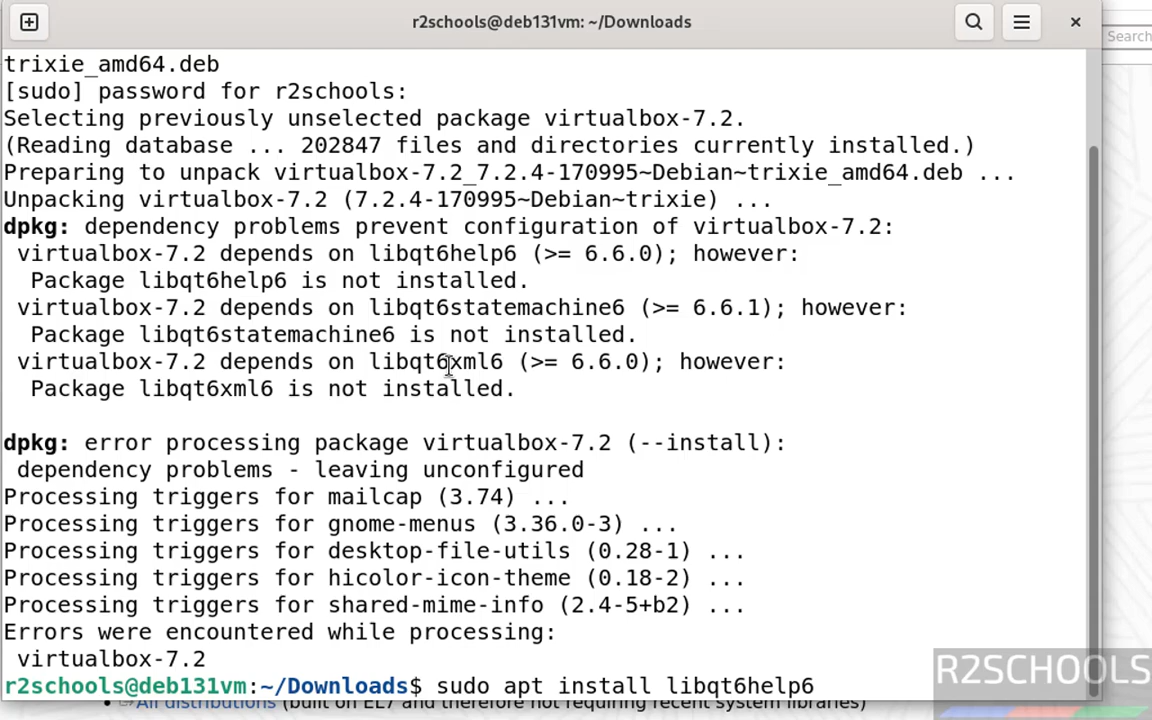 r2schools@deb131vm: ~/Downloads
Search
trixie_amd64.deb
[sudo] password for r2schools:
Selecting previously unselected package virtualbox-7.2.
(Reading database ... 202847 files and directories currently installed.)
Preparing to unpack virtualbox-7.2_7.2.4-170995~Debian~trixie_amd64.deb ...
Unpacking virtualbox-7.2 (7.2.4-170995~Debian~trixie) ...
dpkg: dependency problems prevent configuration of virtualbox-7.2:
 virtualbox-7.2 depends on libqt6help6 (>= 6.6.0); however:
  Package libqt6help6 is not installed.
 virtualbox-7.2 depends on libqt6statemachine6 (>= 6.6.1); however:
  Package libqt6statemachine6 is not installed.
 virtualbox-7.2 depends on libqt6xml6 (>= 6.6.0); however:
  Package libqt6xml6 is not installed.
dpkg: error processing package virtualbox-7.2 (--install):
 dependency problems - leaving unconfigured
Processing triggers for mailcap (3.74) ...
Processing triggers for gnome-menus (3.36.0-3) ...
Processing triggers for desktop-file-utils (0.28-1) ...
Processing triggers for hicolor-icon-theme (0.18-2) ...
Processing triggers for shared-mime-info (2.4-5+b2) ...
Errors were encountered while processing:
 virtualbox-7.2
r2schools@deb131vm:~/Downloads$ sudo apt install libqt6help6
R2SCHOOLS
All distributions (built on EL7 and therefore not requiring recent system libraries)